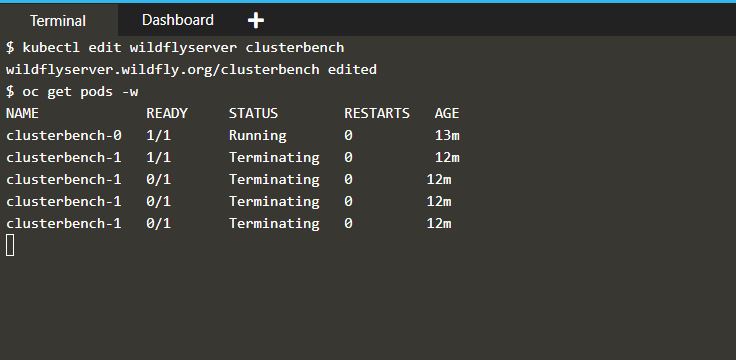 Terminal Dashboard +
$ kubectl edit wildflyserver clusterbench
wildflyserver.wildfly.org/clusterbench edited
$ oc get pods -w
NAME READY STATUS RESTARTS AGE
clusterbench-0 1/1 Running 0 13m
clusterbench-1 1/1 Terminating 0 12m
clusterbench-1 0/1 Terminating 0 12m
clusterbench-1 0/1 Terminating 0 12m
clusterbench-1 0/1 Terminating 0 12m